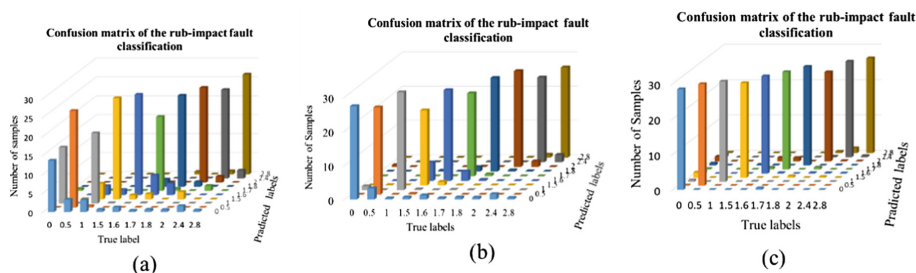 Confusion matrix of the rub-impact fault
classification
Number of samples
30
25
20
15
10
5
0
0 0.5 1 1.5 1.6 1.7 1.8 2 2.4 2.8
True label
Pradicted labels
(a)
Confusion matrix of the rub-impact fault
classification
Number of Samples
30
20
10
0
0 0.5 1 1.5 1.6 1.7 1.8 2 2.4 2.8
True labels
Predicted labels
(b)
Confusion matrix of the rub-impact fault
classification
Number of Samples
30
20
10
0
0 0.5 1 1.5 1.6 1.7 1.8 2 2.4 2.8
True labels
Pradicted labels
(c)